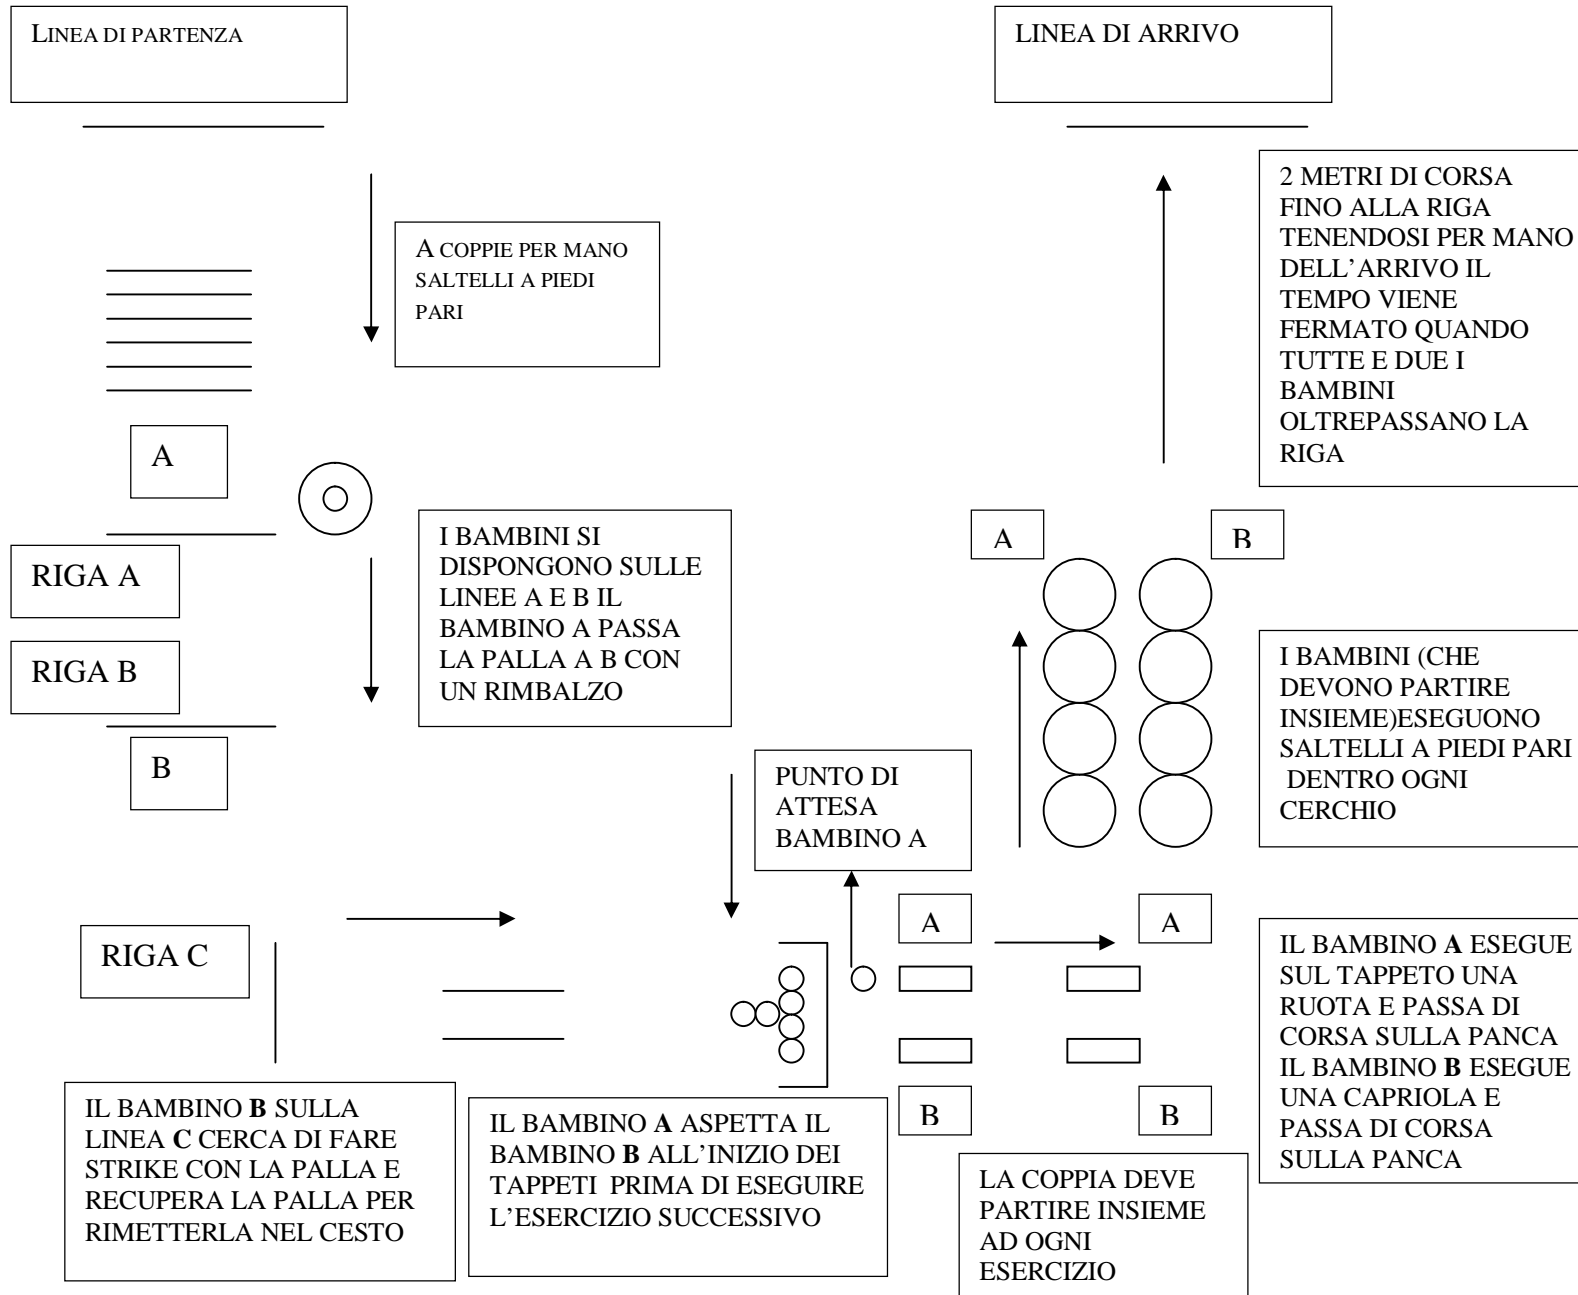 LINEA DI PARTENZA
LINEA DI ARRIVO
A COPPIE PER MANO
SALTELLI A PIEDI
PARI
2 METRI DI CORSA
FINO ALLA RIGA
TENENDOSI PER MANO
DELL'ARRIVO IL
TEMPO VIENE
FERMATO QUANDO
TUTTE E DUE I
BAMBINI
OLTREPASSANO LA
RIGA
A
RIGA A
RIGA B
B
I BAMBINI SI
DISPONGONO SULLE
LINEE A E B IL
BAMBINO A PASSA
LA PALLA A B CON
UN RIMBALZO
A
B
I BAMBINI (CHE
DEVONO PARTIRE
INSIEME)ESEGUONO
SALTELLI A PIEDI PARI
DENTRO OGNI
CERCHIO
PUNTO DI
ATTESA
BAMBINO A
RIGA C
A
A
B
B
IL BAMBINO A ESEGUE
SUL TAPPETO UNA
RUOTA E PASSA DI
CORSA SULLA PANCA
IL BAMBINO B ESEGUE
UNA CAPRIOLA E
PASSA DI CORSA
SULLA PANCA
IL BAMBINO B SULLA
LINEA C CERCA DI FARE
STRIKE CON LA PALLA E
RECUPERA LA PALLA PER
RIMETTERLA NEL CESTO
IL BAMBINO A ASPETTA IL
BAMBINO B ALL'INIZIO DEI
TAPPETI PRIMA DI ESEGUIRE
L'ESERCIZIO SUCCESSIVO
LA COPPIA DEVE
PARTIRE INSIEME
AD OGNI
ESERCIZIO